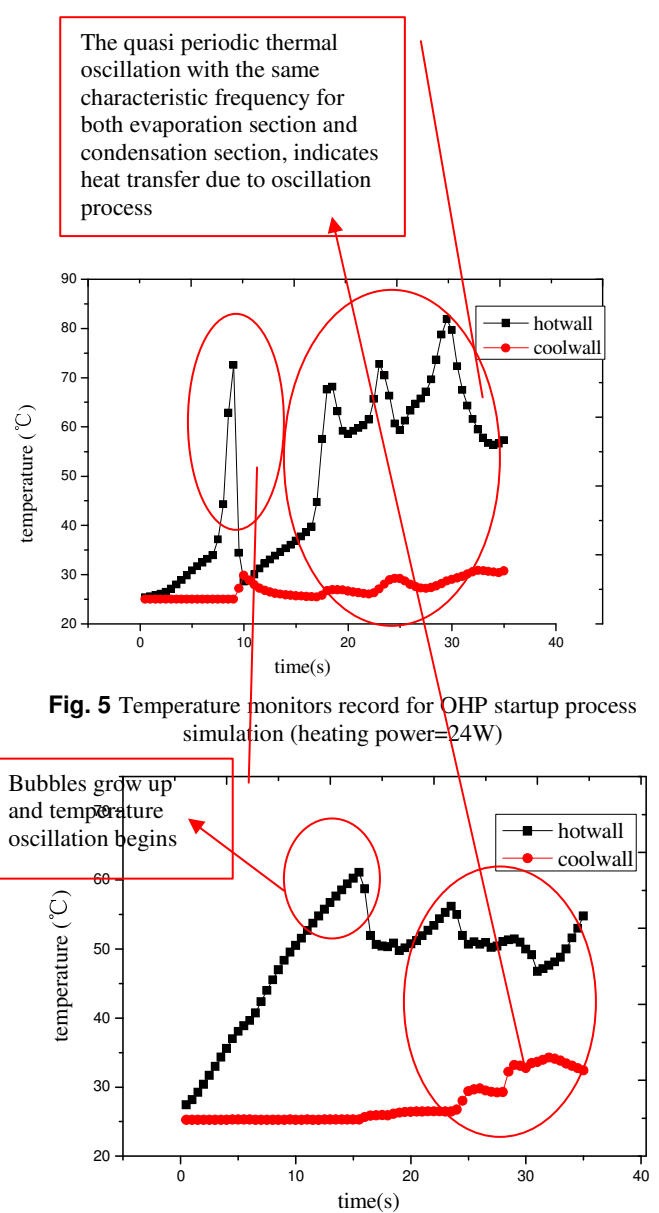 The quasi periodic thermal
oscillation with the same
characteristic frequency for
both evaporation section and
condensation section, indicates
heat transfer due to oscillation
process
90
80
70
60
50
40
30
20
0
10
20
30
40
temperature (℃)
time(s)
hotwall
coolwall
Fig. 5 Temperature monitors record for OHP startup process
simulation (heating power=24W)
Bubbles grow up
and temperature
oscillation begins
70
60
50
40
30
20
0
10
20
30
40
temperature (℃)
time(s)
hotwall
coolwall